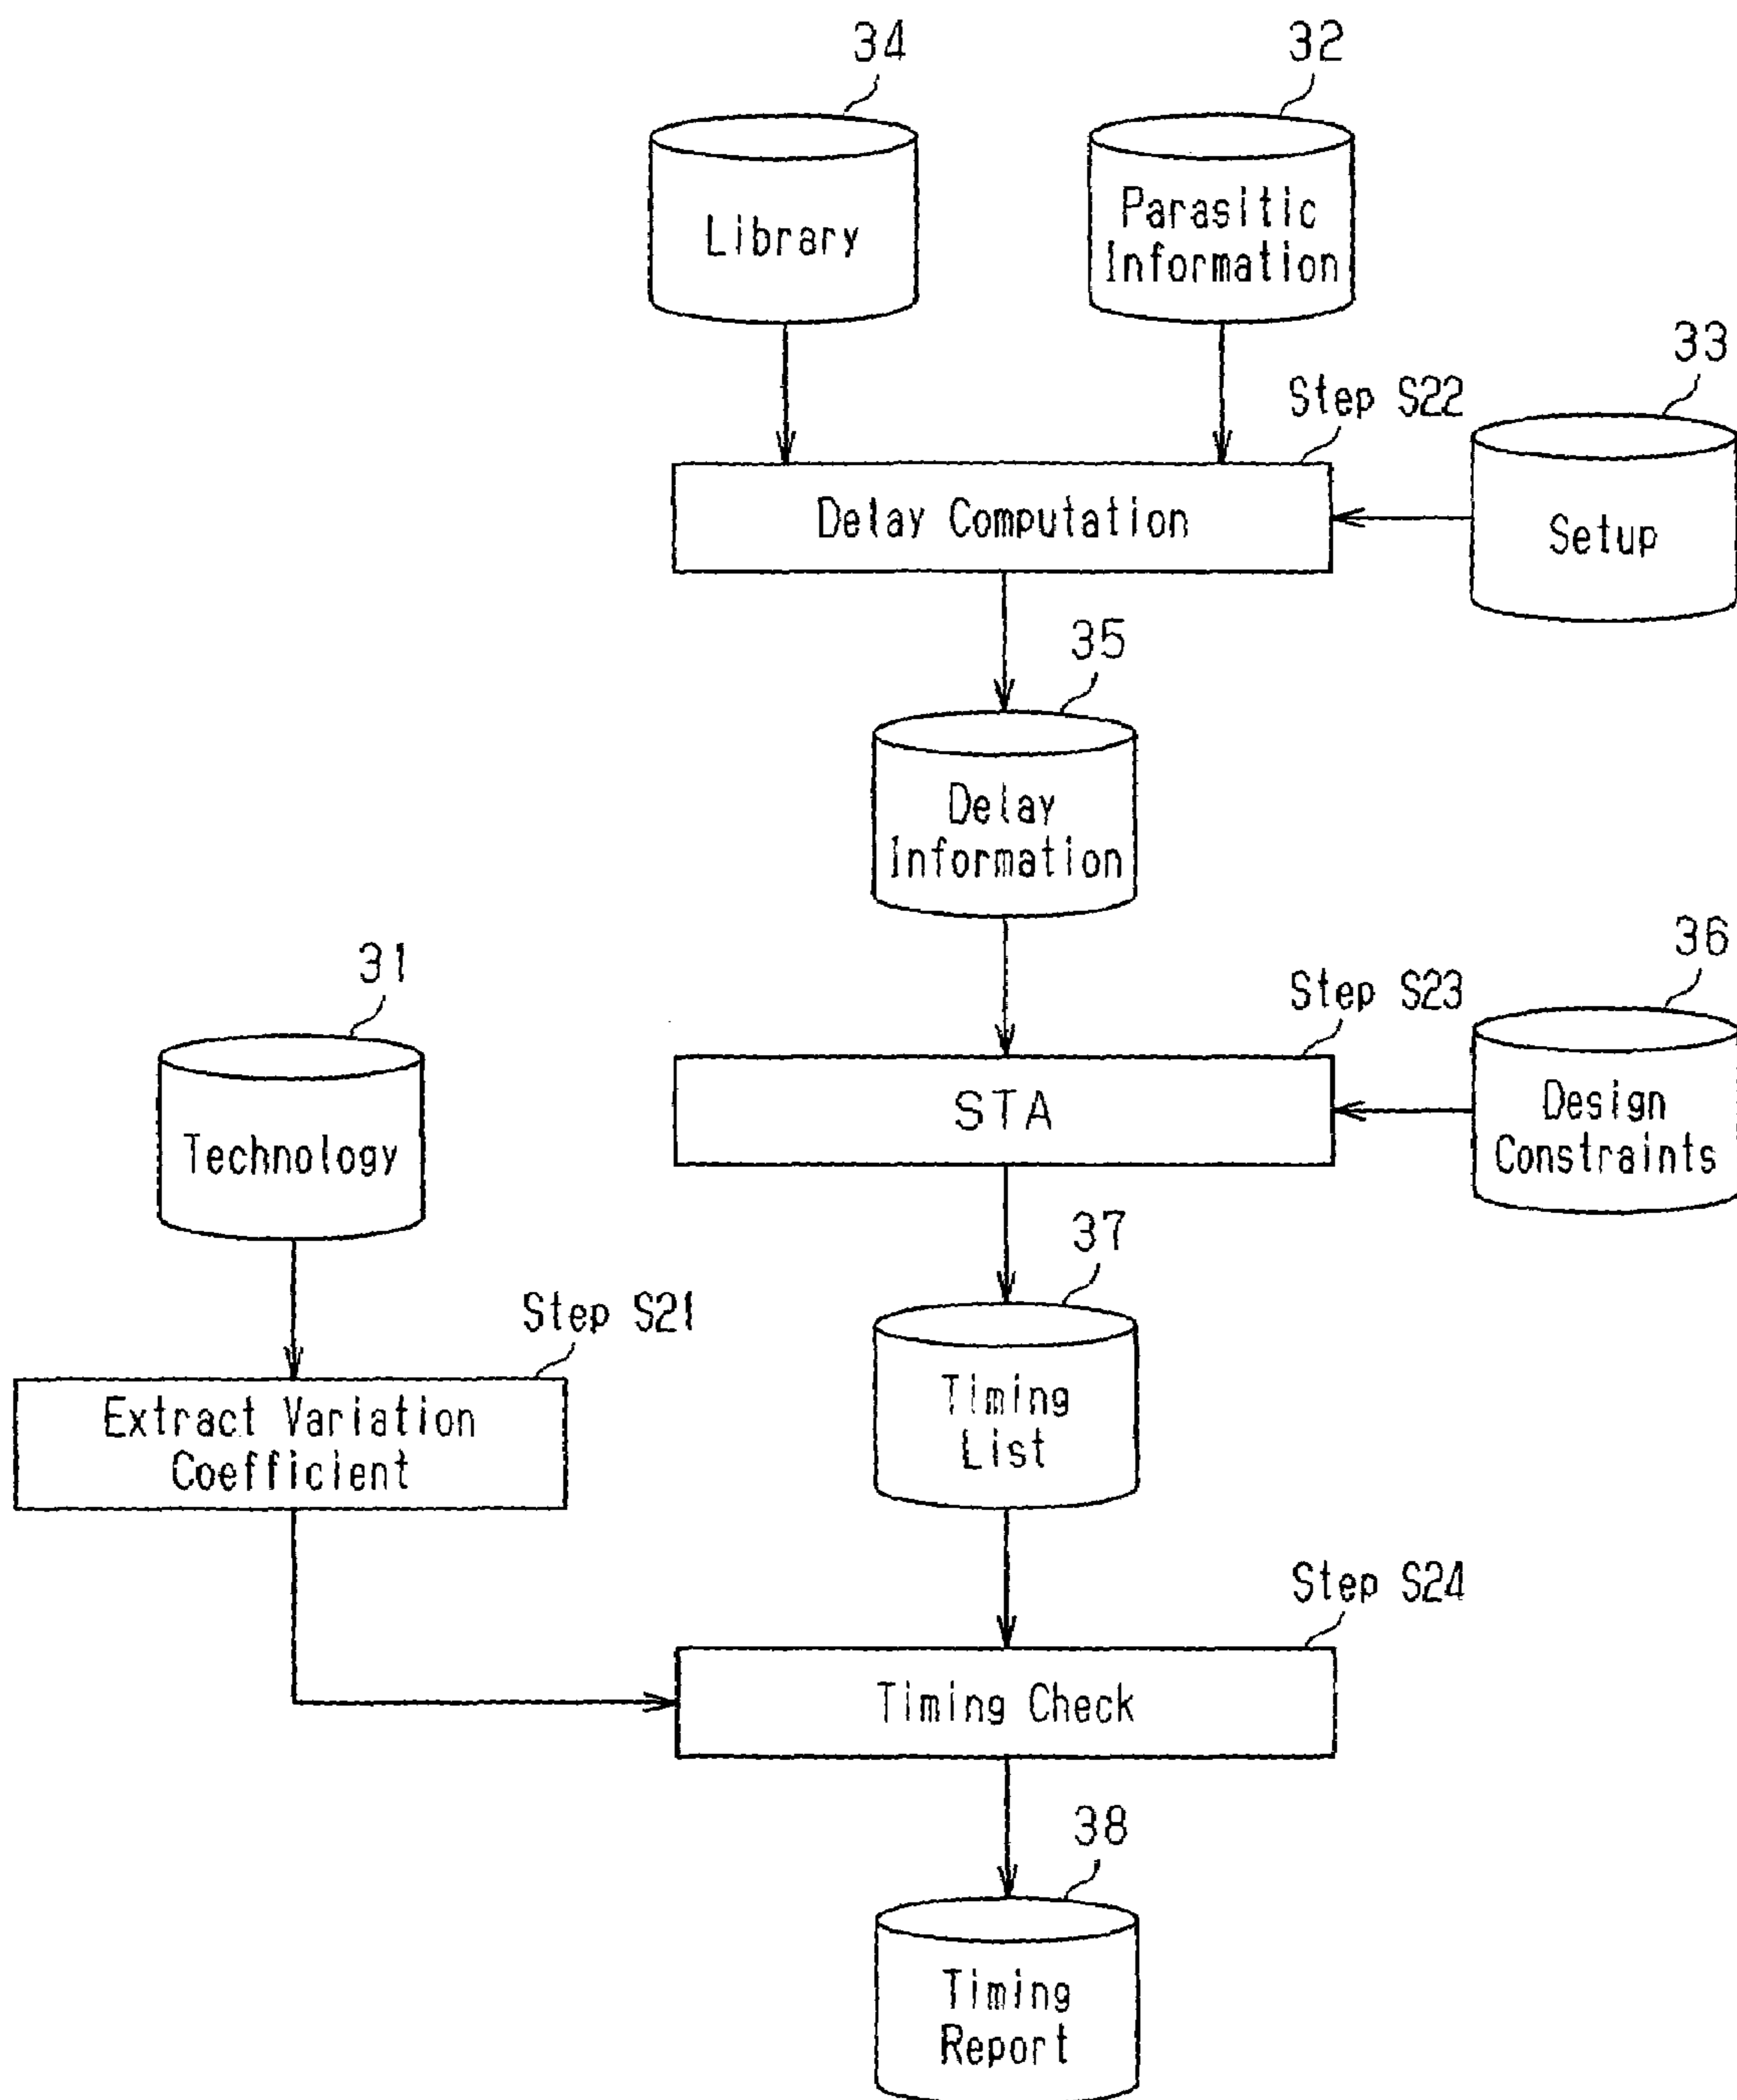 34
32
Library
Parasitic
Information
33
Step S22
Delay Computation
Setup
35
Delay
Information
31
36
Step S23
Technology
STA
Design
Constraints
37
Step S21
Extract Variation
Coefficient
Timing
List
Step S24
Timing Check
38
Timing
Report